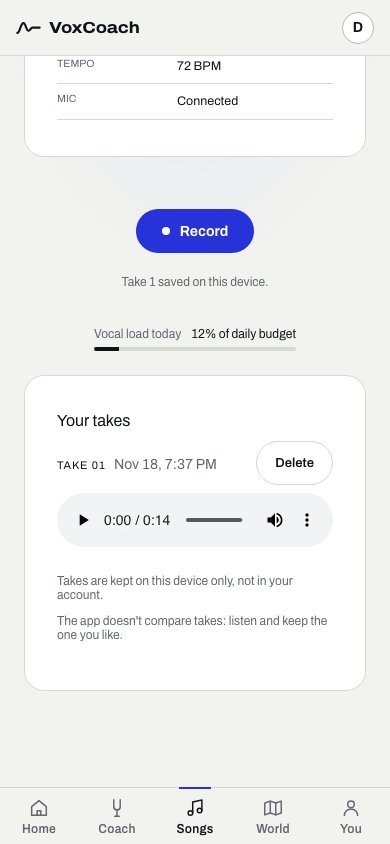 VoxCoach
D
TEMPO 72 BPM
MIC Connected
Record
Take 1 saved on this device.
Vocal load today 12% of daily budget
Your takes
TAKE 01 Nov 18, 7:37 PM Delete
0:00 / 0:14
Takes are kept on this device only, not in your
account.
The app doesn't compare takes: listen and keep the
one you like.
Home Coach Songs World You